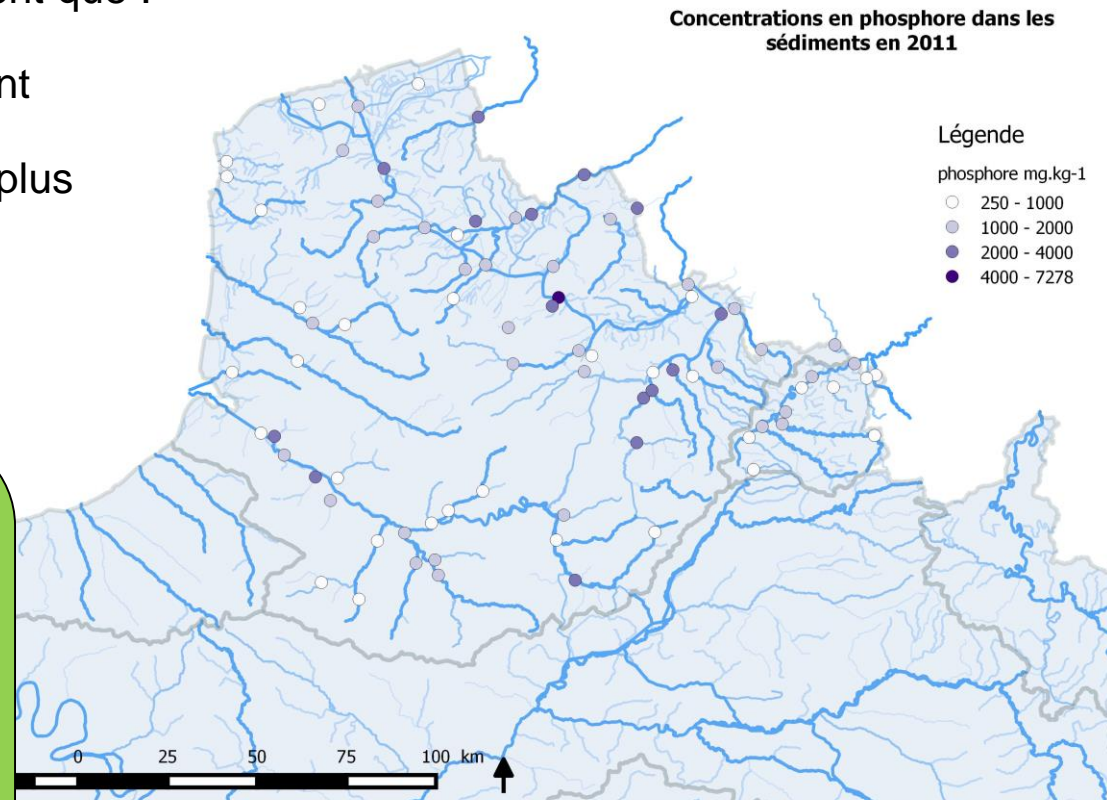 ent que :
nt
plus
Concentrations en phosphore dans les
sédiments en 2011
Légende
phosphore mg.kg-1
250 - 1000
1000 - 2000
2000 - 4000
4000 - 7278
0 25 50 75 100 km